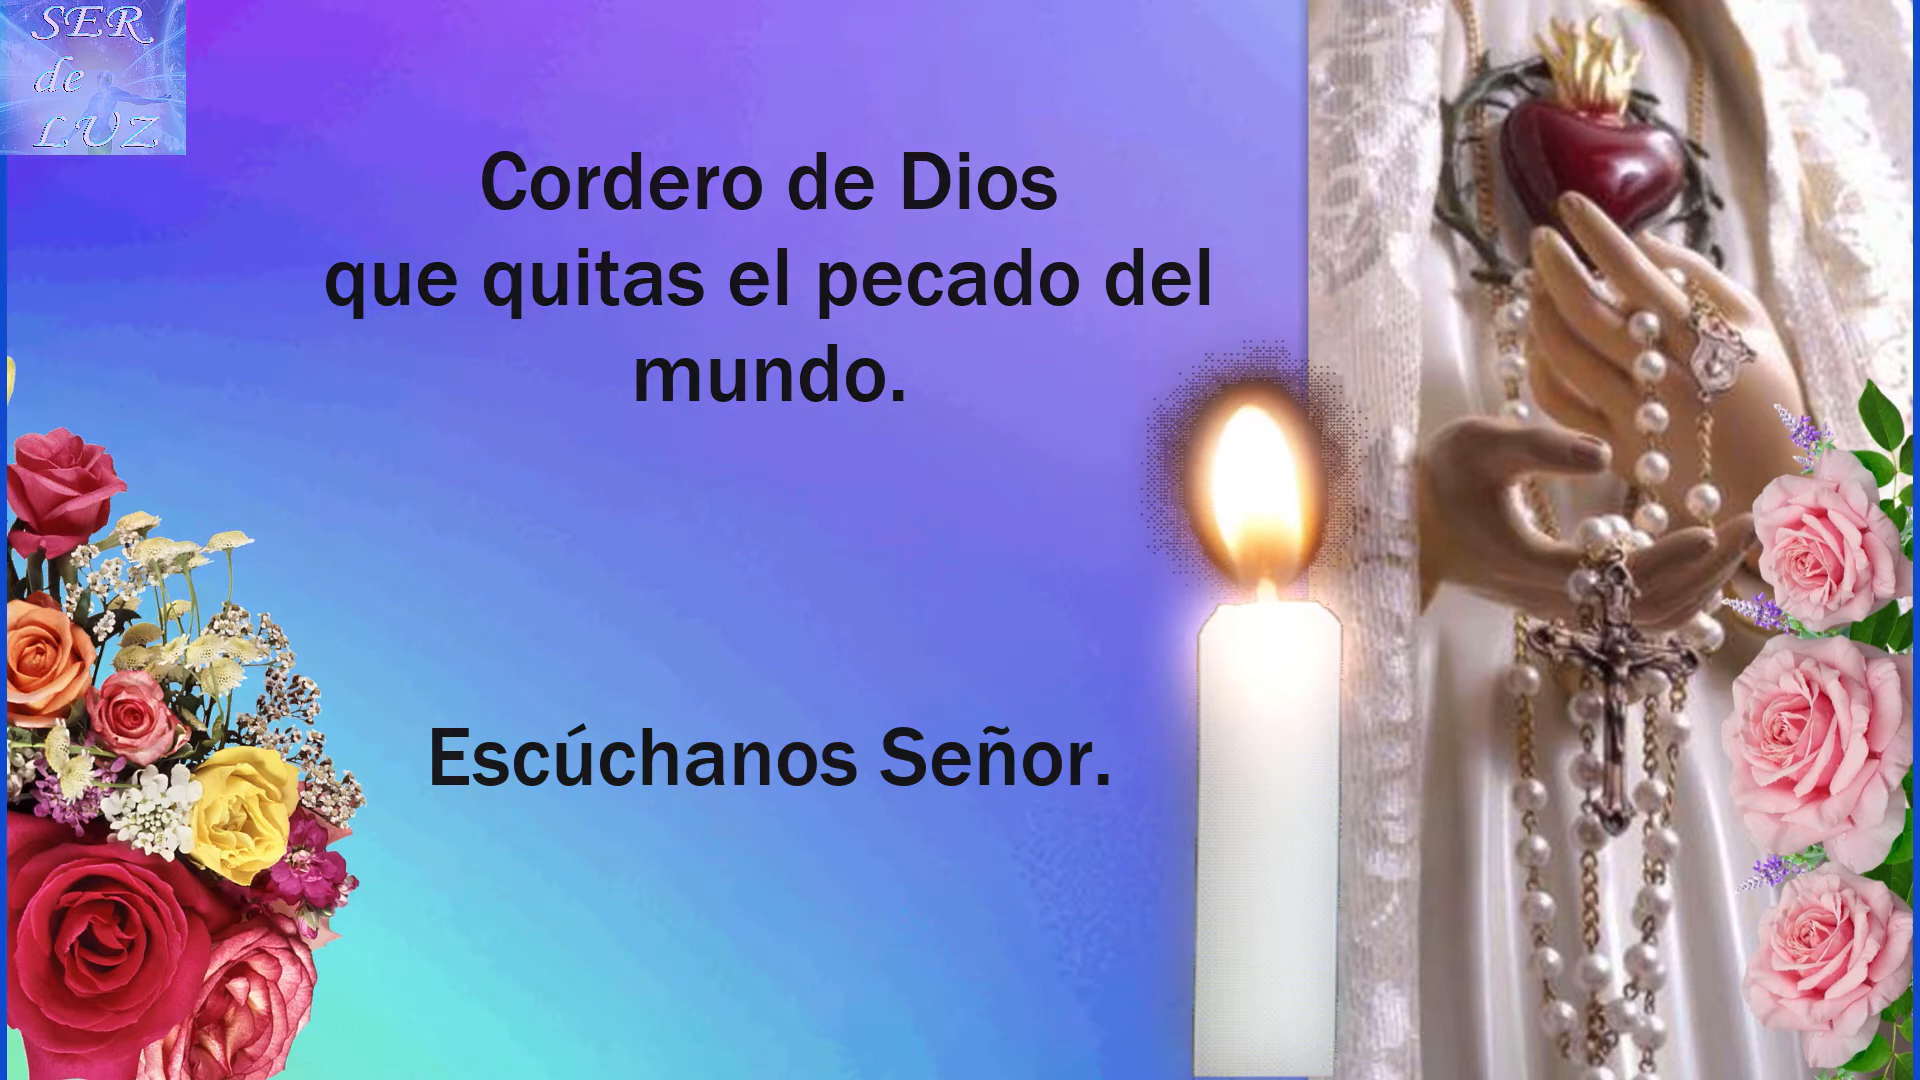 SER
de
LUZ
Cordero de Dios
que quitas el pecado del
mundo.
Escúchanos Señor.